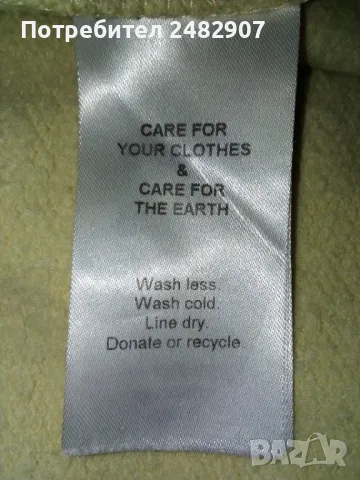 Потребител 2482907
CARE FOR
YOUR CLOTHES
&
CARE FOR
THE EARTH
Wash less.
Wash cold.
Line dry.
Donate or recycle.
BAZAR